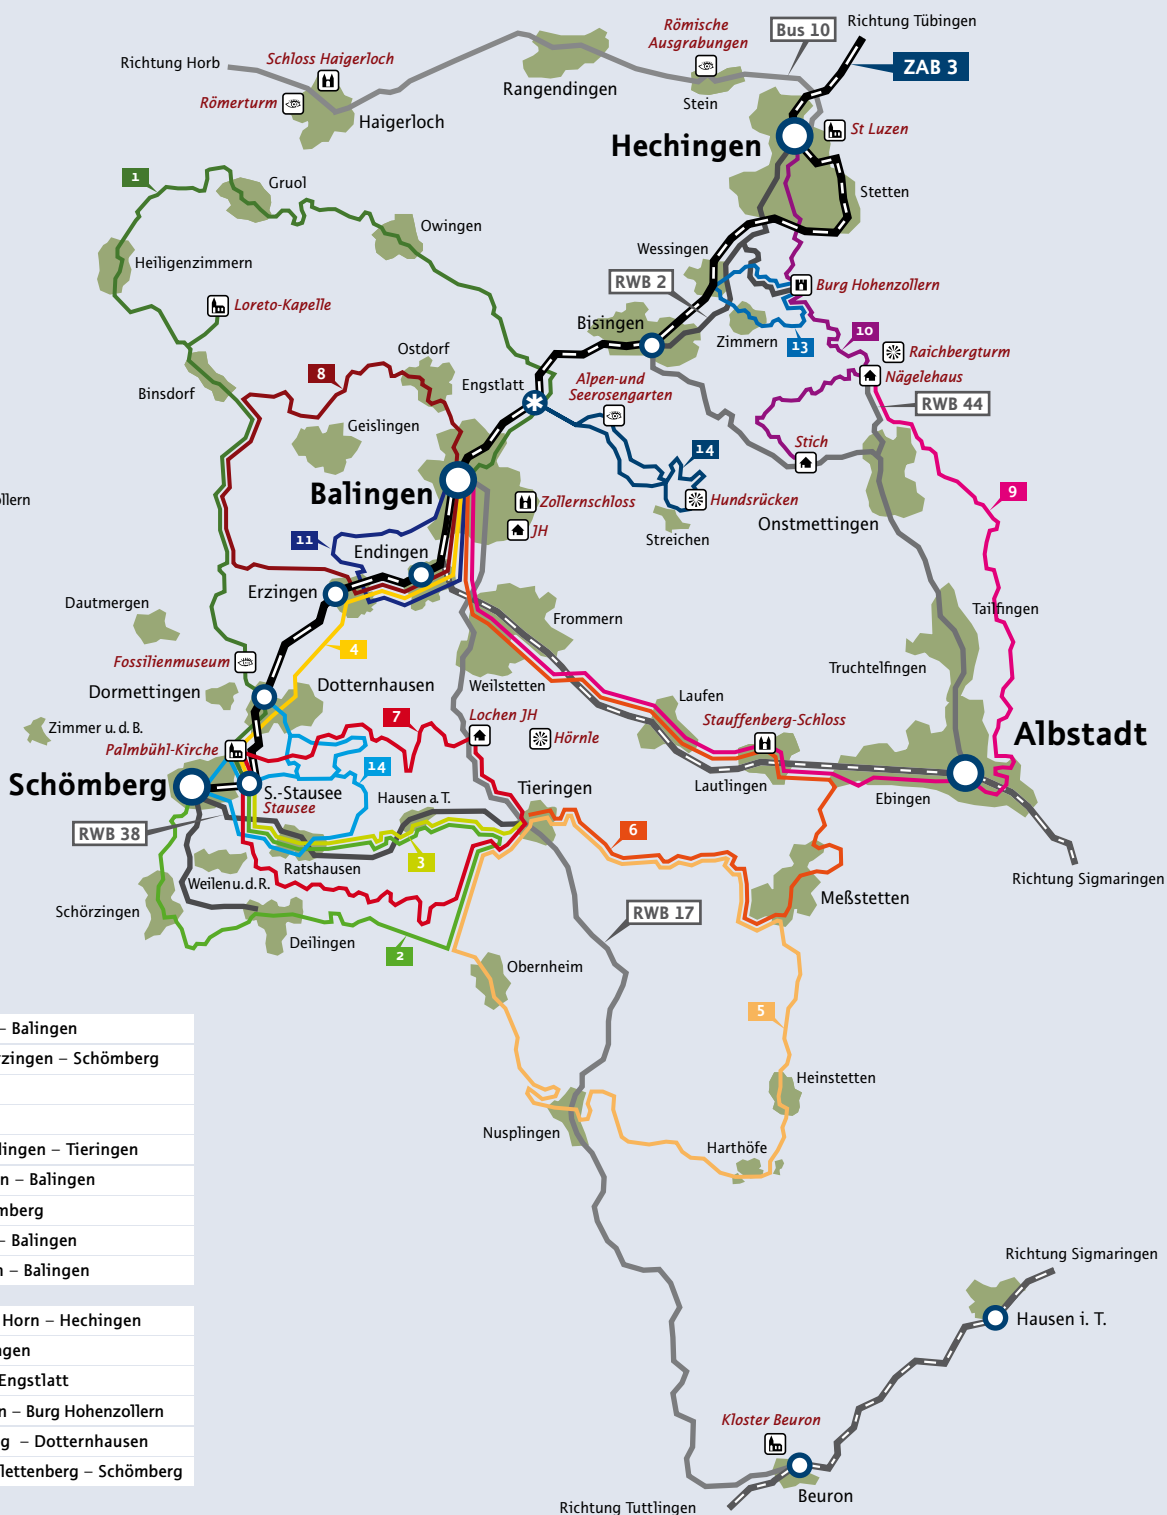 Richtung Tübingen
Bus 10
Römische
Ausgrabungen
Schloss Haigerloch
Richtung Horb
ZAB 3
Rangendingen
Stein
Römerturm
Haigerloch
St Luzen
Hechingen
1
Gruol
Stetten
Owingen
Wessingen
Heiligenzimmern
RWB 2
Burg Hohenzollern
Loreto-Kapelle
Bisingen
10
Zimmern
13
Raichbergturm
Ostdorf
8
Engstlatt
Alpen-und
Seerosengarten
Nägelehaus
Binsdorf
RWB 44
Geislingen
Stich
14
Balingen
9
ollern
Zollernschloss
Hundsrücken
JH
Onstmettingen
11
Streichen
Endingen
Erzingen
Dautmergen
Tailfingen
Frommern
4
Fossilienmuseum
Truchtelfingen
Dormettingen
Dotternhausen
Weilstetten
Laufen
7
Lochen JH
Stauffenberg-Schloss
Zimmer u. d. B.
Hörnle
Albstadt
Palmbühl-Kirche
14
Schömberg
S.-Stausee
Stausee
Hausen a.T.
Tieringen
Lautlingen
Ebingen
RWB 38
6
3
Ratshausen
Richtung Sigmaringen
Weilen u.d.R.
Meßstetten
Schörzingen
RWB 17
Deilingen
2
Obernheim
5
– Balingen
rzingen – Schömberg
Heinstetten
Nusplingen
lingen – Tieringen
Harthöfe
n – Balingen
mberg
– Balingen
Richtung Sigmaringen
n – Balingen
Horn – Hechingen
Hausen i. T.
ngen
Engstlatt
n – Burg Hohenzollern
Kloster Beuron
g – Dotternhausen
lettenberg – Schömberg
Beuron
Richtung Tuttlingen